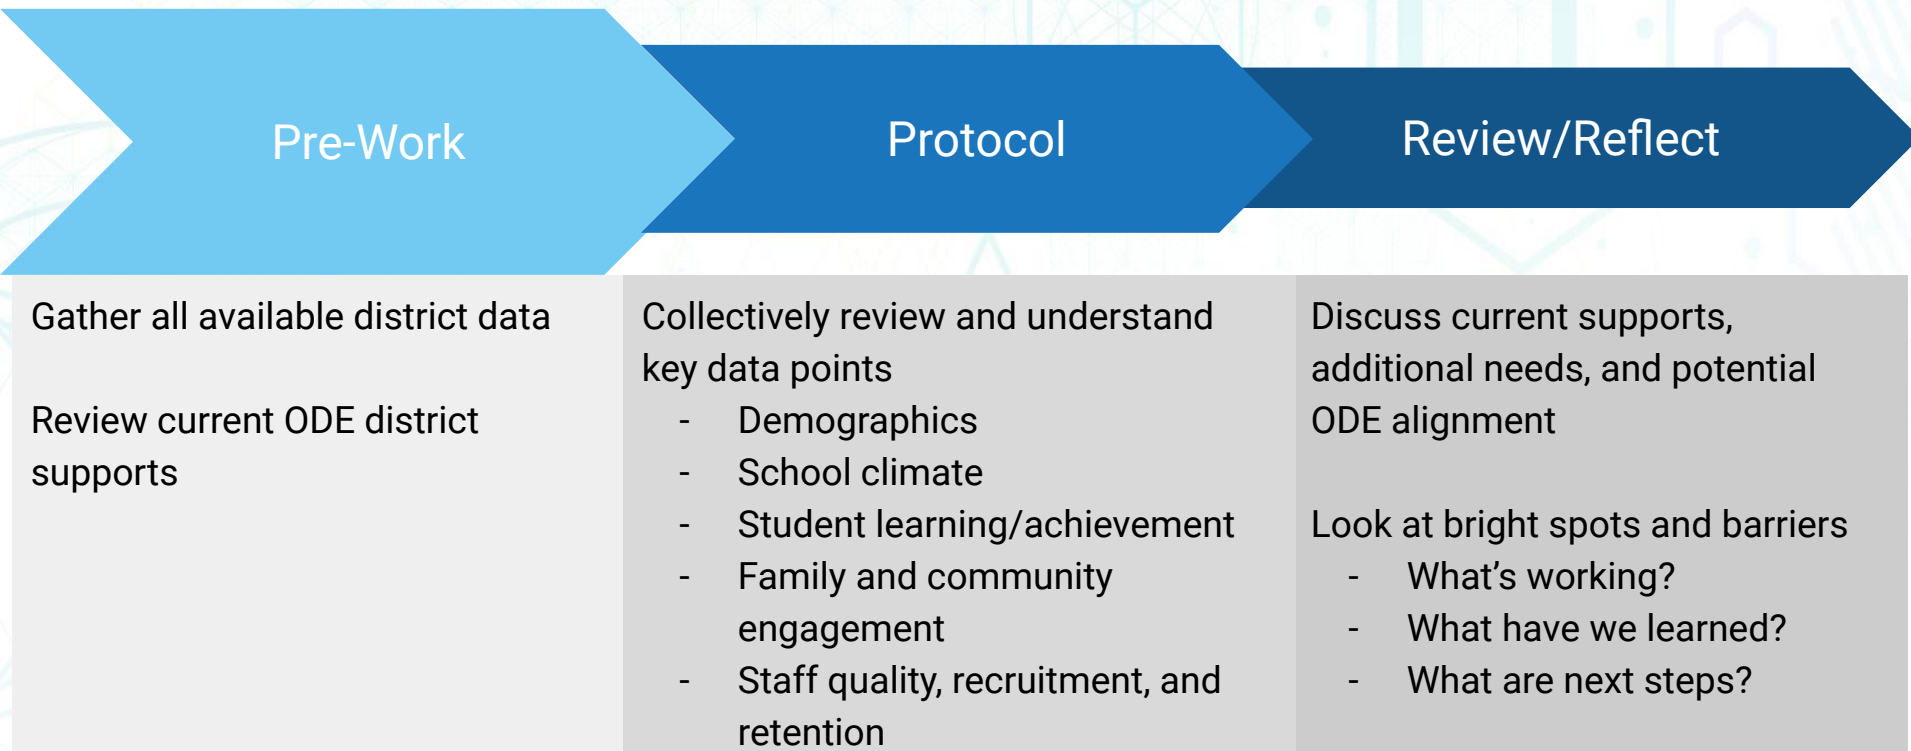 Pre-Work
Protocol
Review/Reflect
Gather all available district data
Review current ODE district
supports
Collectively review and understand
key data points
- Demographics
- School climate
- Student learning/achievement
- Family and community
engagement
- Staff quality, recruitment, and
retention
Discuss current supports,
additional needs, and potential
ODE alignment
Look at bright spots and barriers
- What’s working?
- What have we learned?
- What are next steps?